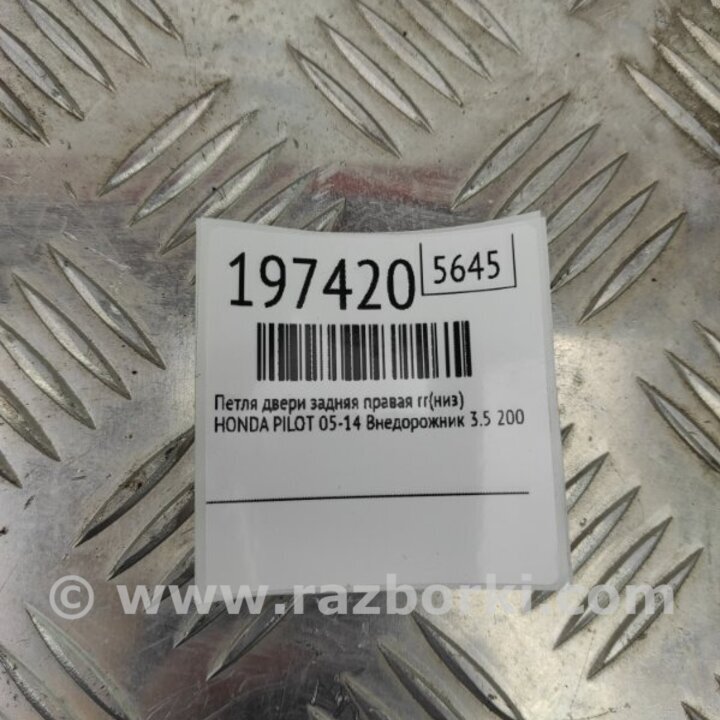 197420 5645
Петля двери задняя правая rr(низ)
HONDA PILOT 05-14 Внедорожник 3.5 200
© www.razborki.com